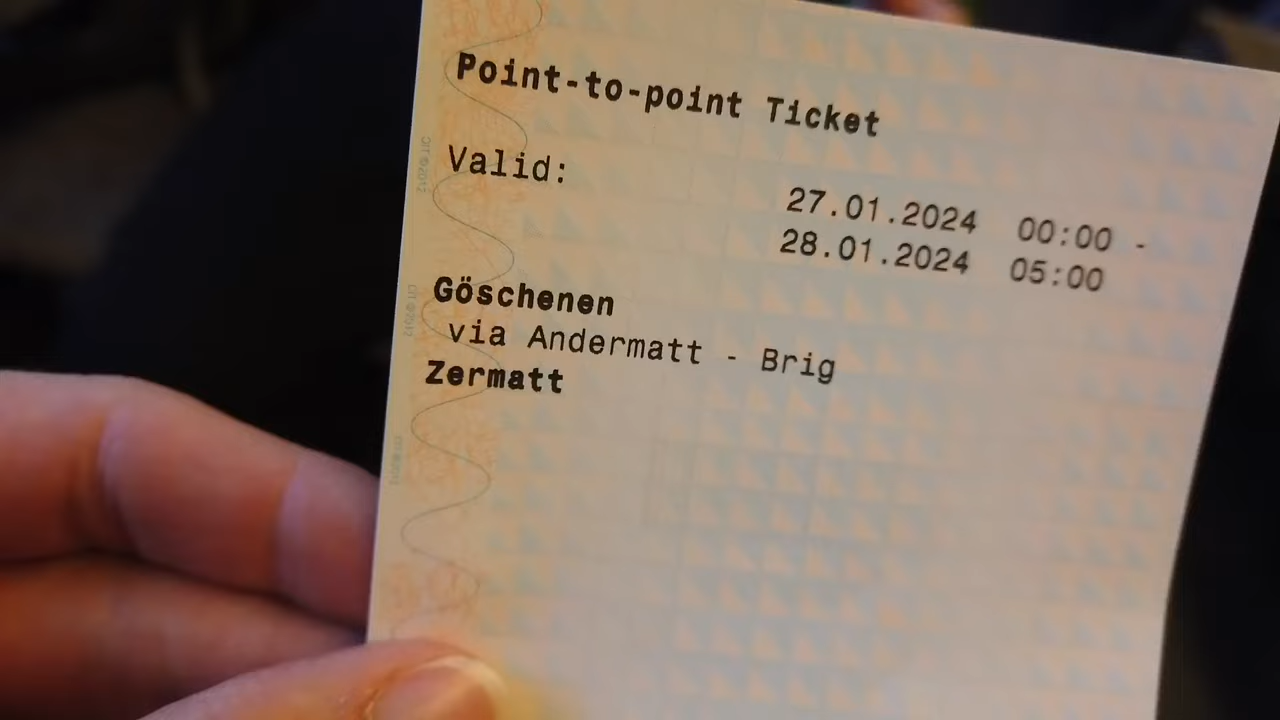 Point-to-point Ticket
Valid:
27.01.2024 00:00 -
28.01.2024 05:00
Göschenen
via Andermatt - Brig
Zermatt